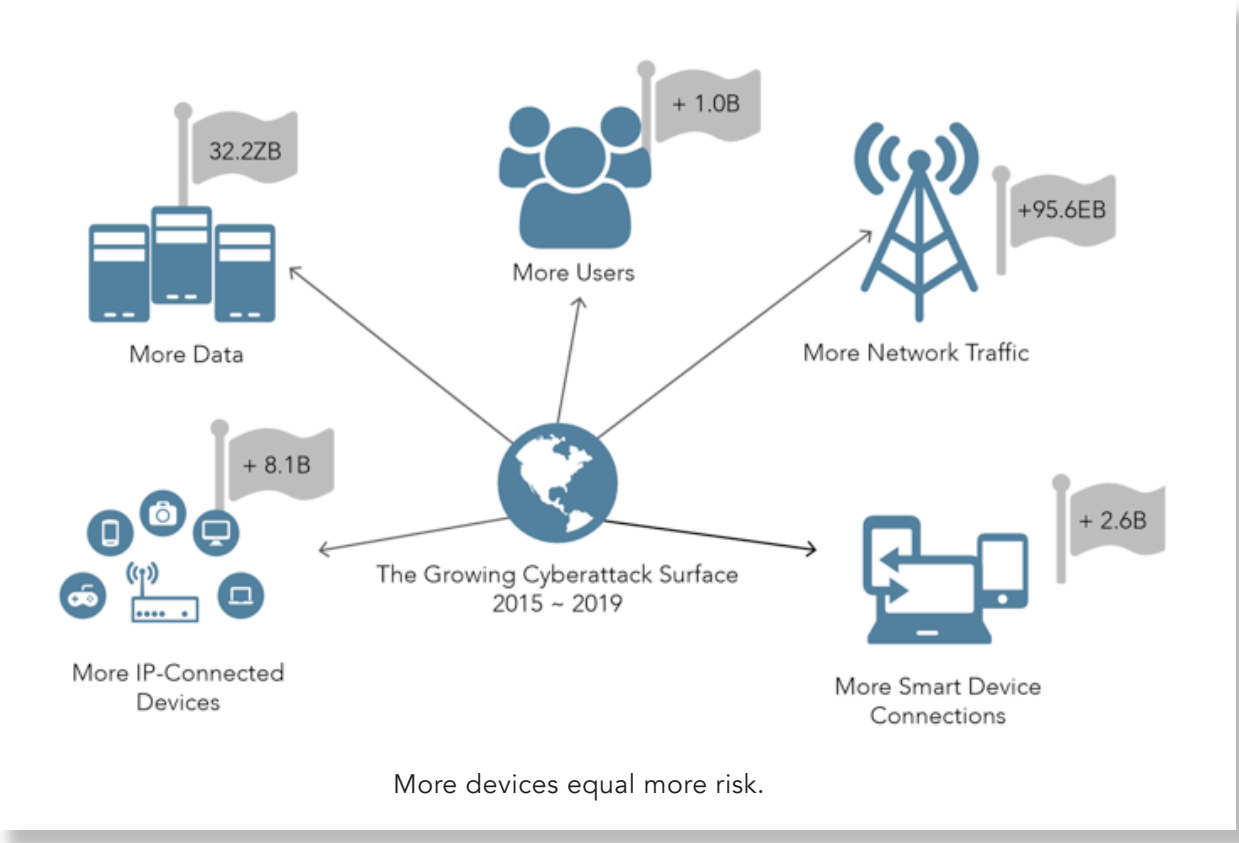 + 1.0B
32.2ZB
+95.6EB
More Users
More Data
More Network Traffic
+ 8.1B
+ 2.6B
The Growing Cyberattack Surface
2015 ~ 2019
More IP-Connected
Devices
More Smart Device
Connections
More devices equal more risk.